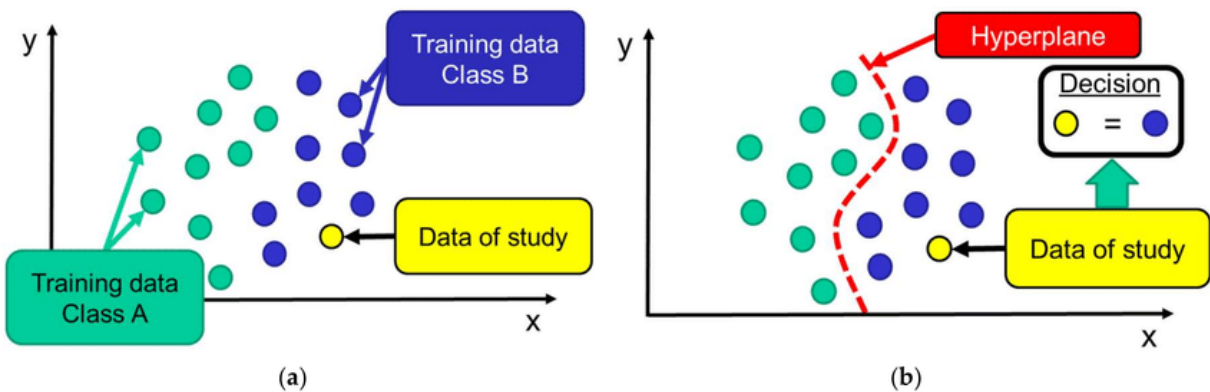 y
Training data
Class B
Data of study
Training data
Class A
x
(a)
y
Hyperplane
Decision
=
Data of study
x
(b)